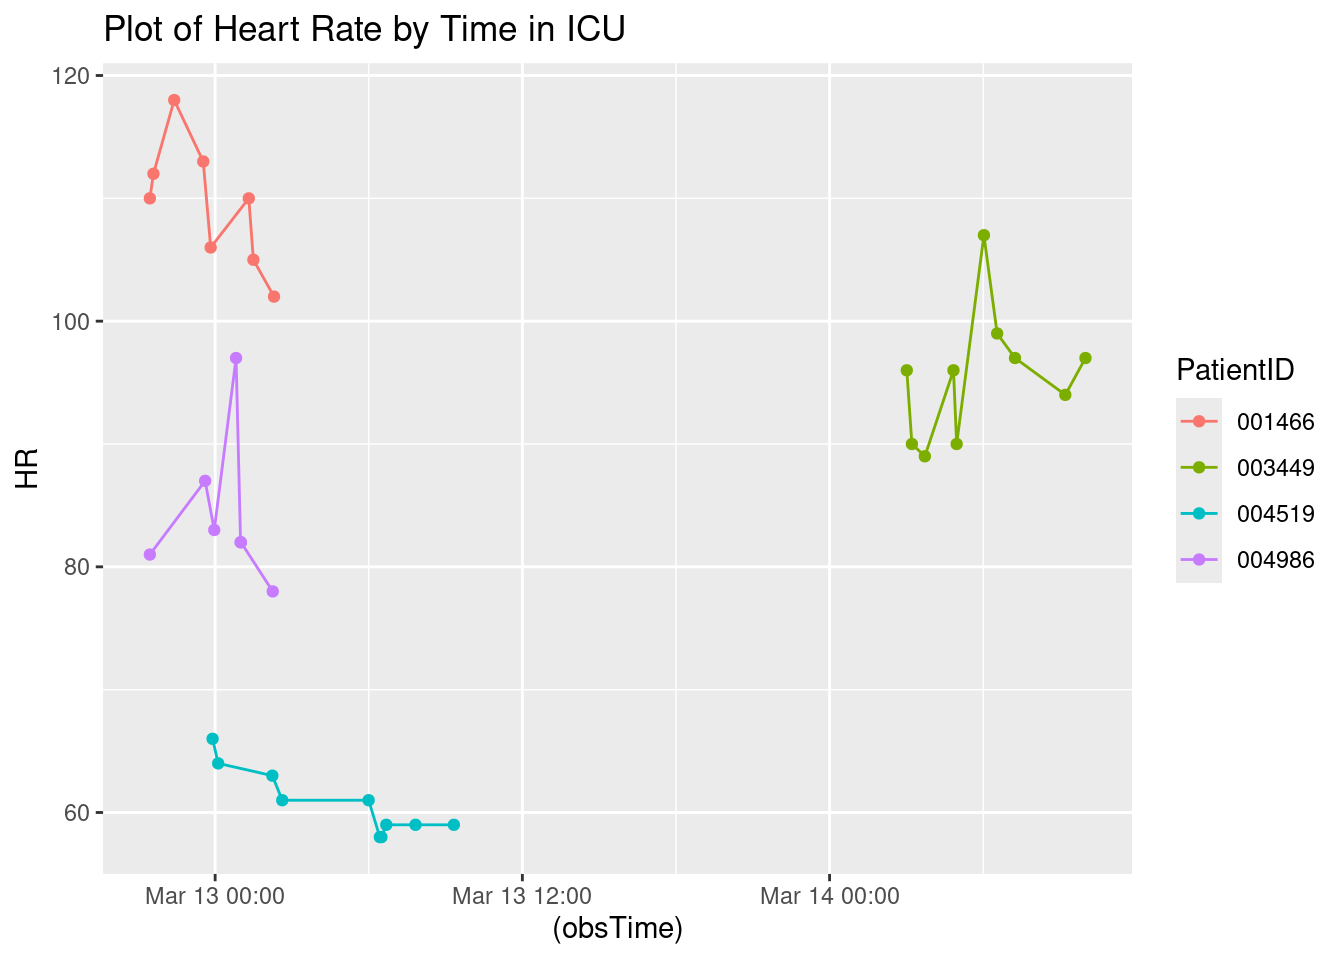 Plot of Heart Rate by Time in ICU
120
100
80
60
HR
Mar 13 00:00
Mar 13 12:00
Mar 14 00:00
(obsTime)
PatientID
001466
003449
004519
004986